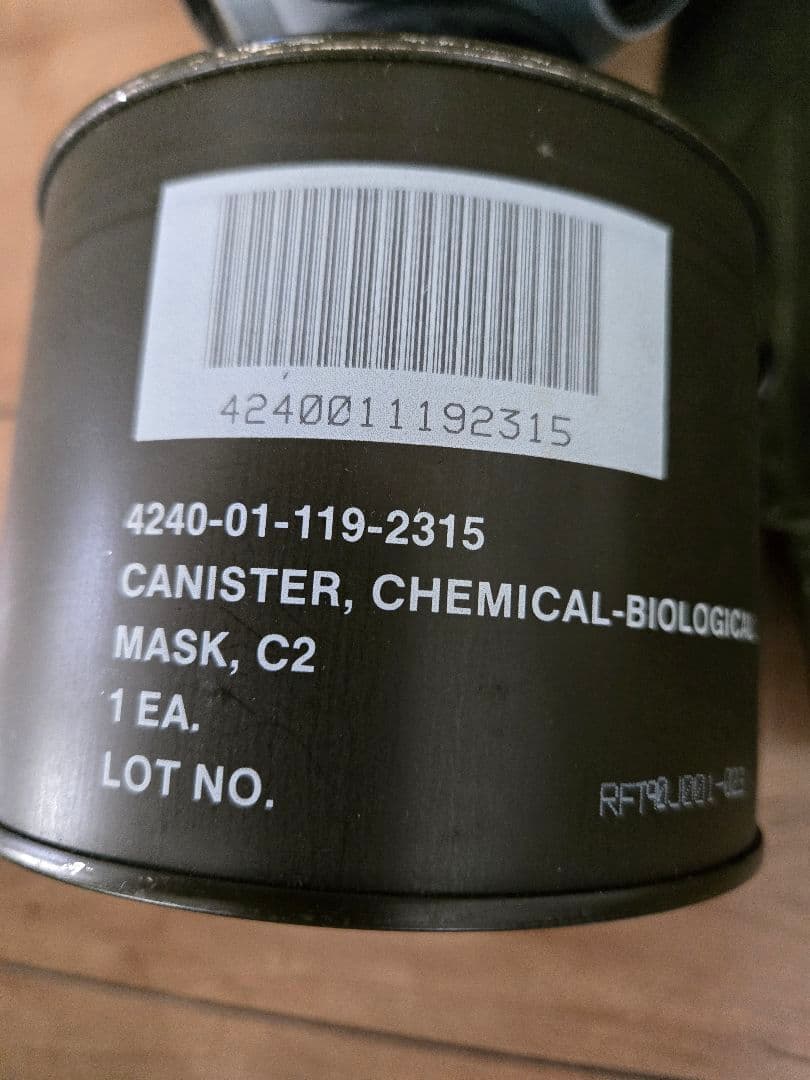 4240011192315
4240-01-119-2315
CANISTER, CHEMICAL-BIOLOGICAL
MASK, C2
1 EA.
LOT NO.